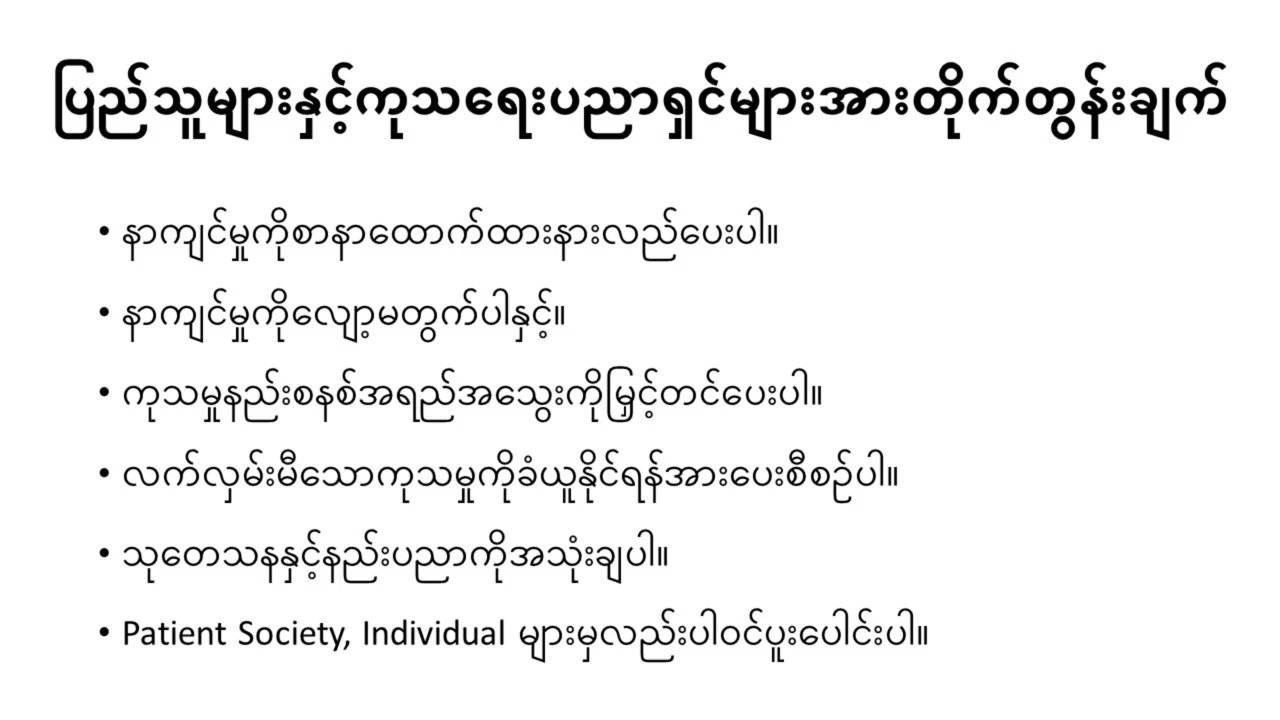 ပြည်သူများနှင့်ကုသရေးပညာရှင်များအားတိုက်တွန်းချက်
• နာကျင်မှုကိုစာနာထောက်ထားနားလည်ပေးပါ။
• နာကျင်မှုကိုလျော့မတွက်ပါနှင့်။
• ကုသမှုနည်းစနစ်အရည်အသွေးကိုမြှင့်တင်ပေးပါ။
• လက်လှမ်းမီသောကုသမှုကိုခံယူနိုင်ရန်အားပေးစီစဉ်ပါ။
• သုတေသနနှင့်နည်းပညာကိုအသုံးချပါ။
• Patient Society, Individual များမှလည်းပါဝင်ပူးပေါင်းပါ။